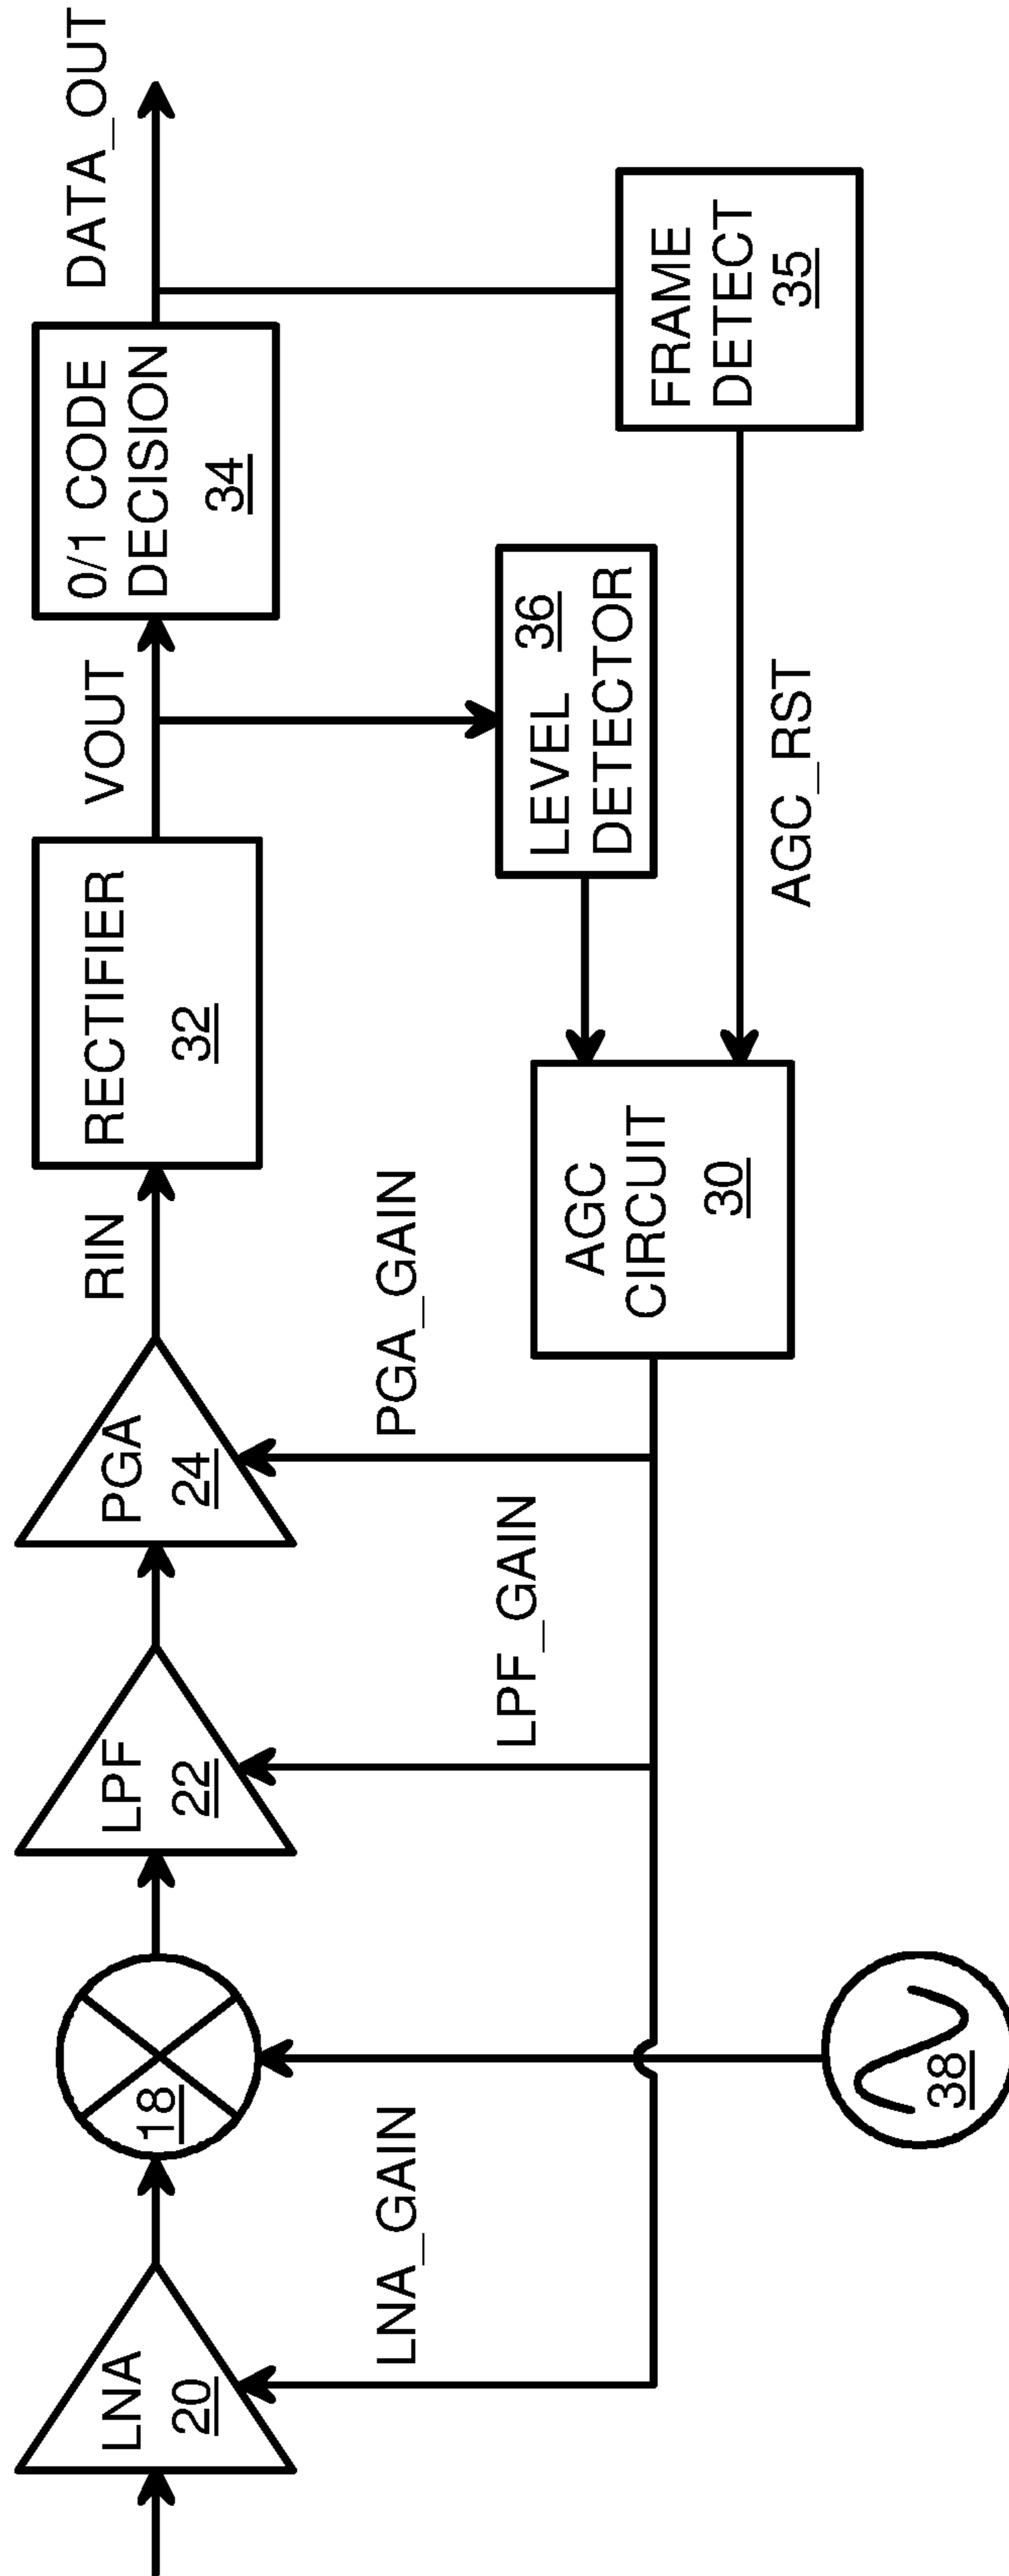 LNA
20
18
LPF
22
PGA
24
RIN
RECTIFIER
32
VOUT
0/1 CODE
DECISION
34
DATA_OUT
LNA_GAIN
LPF_GAIN
PGA_GAIN
AGC
CIRCUIT
30
LEVEL 36
DETECTOR
AGC_RST
FRAME
DETECT
35
38